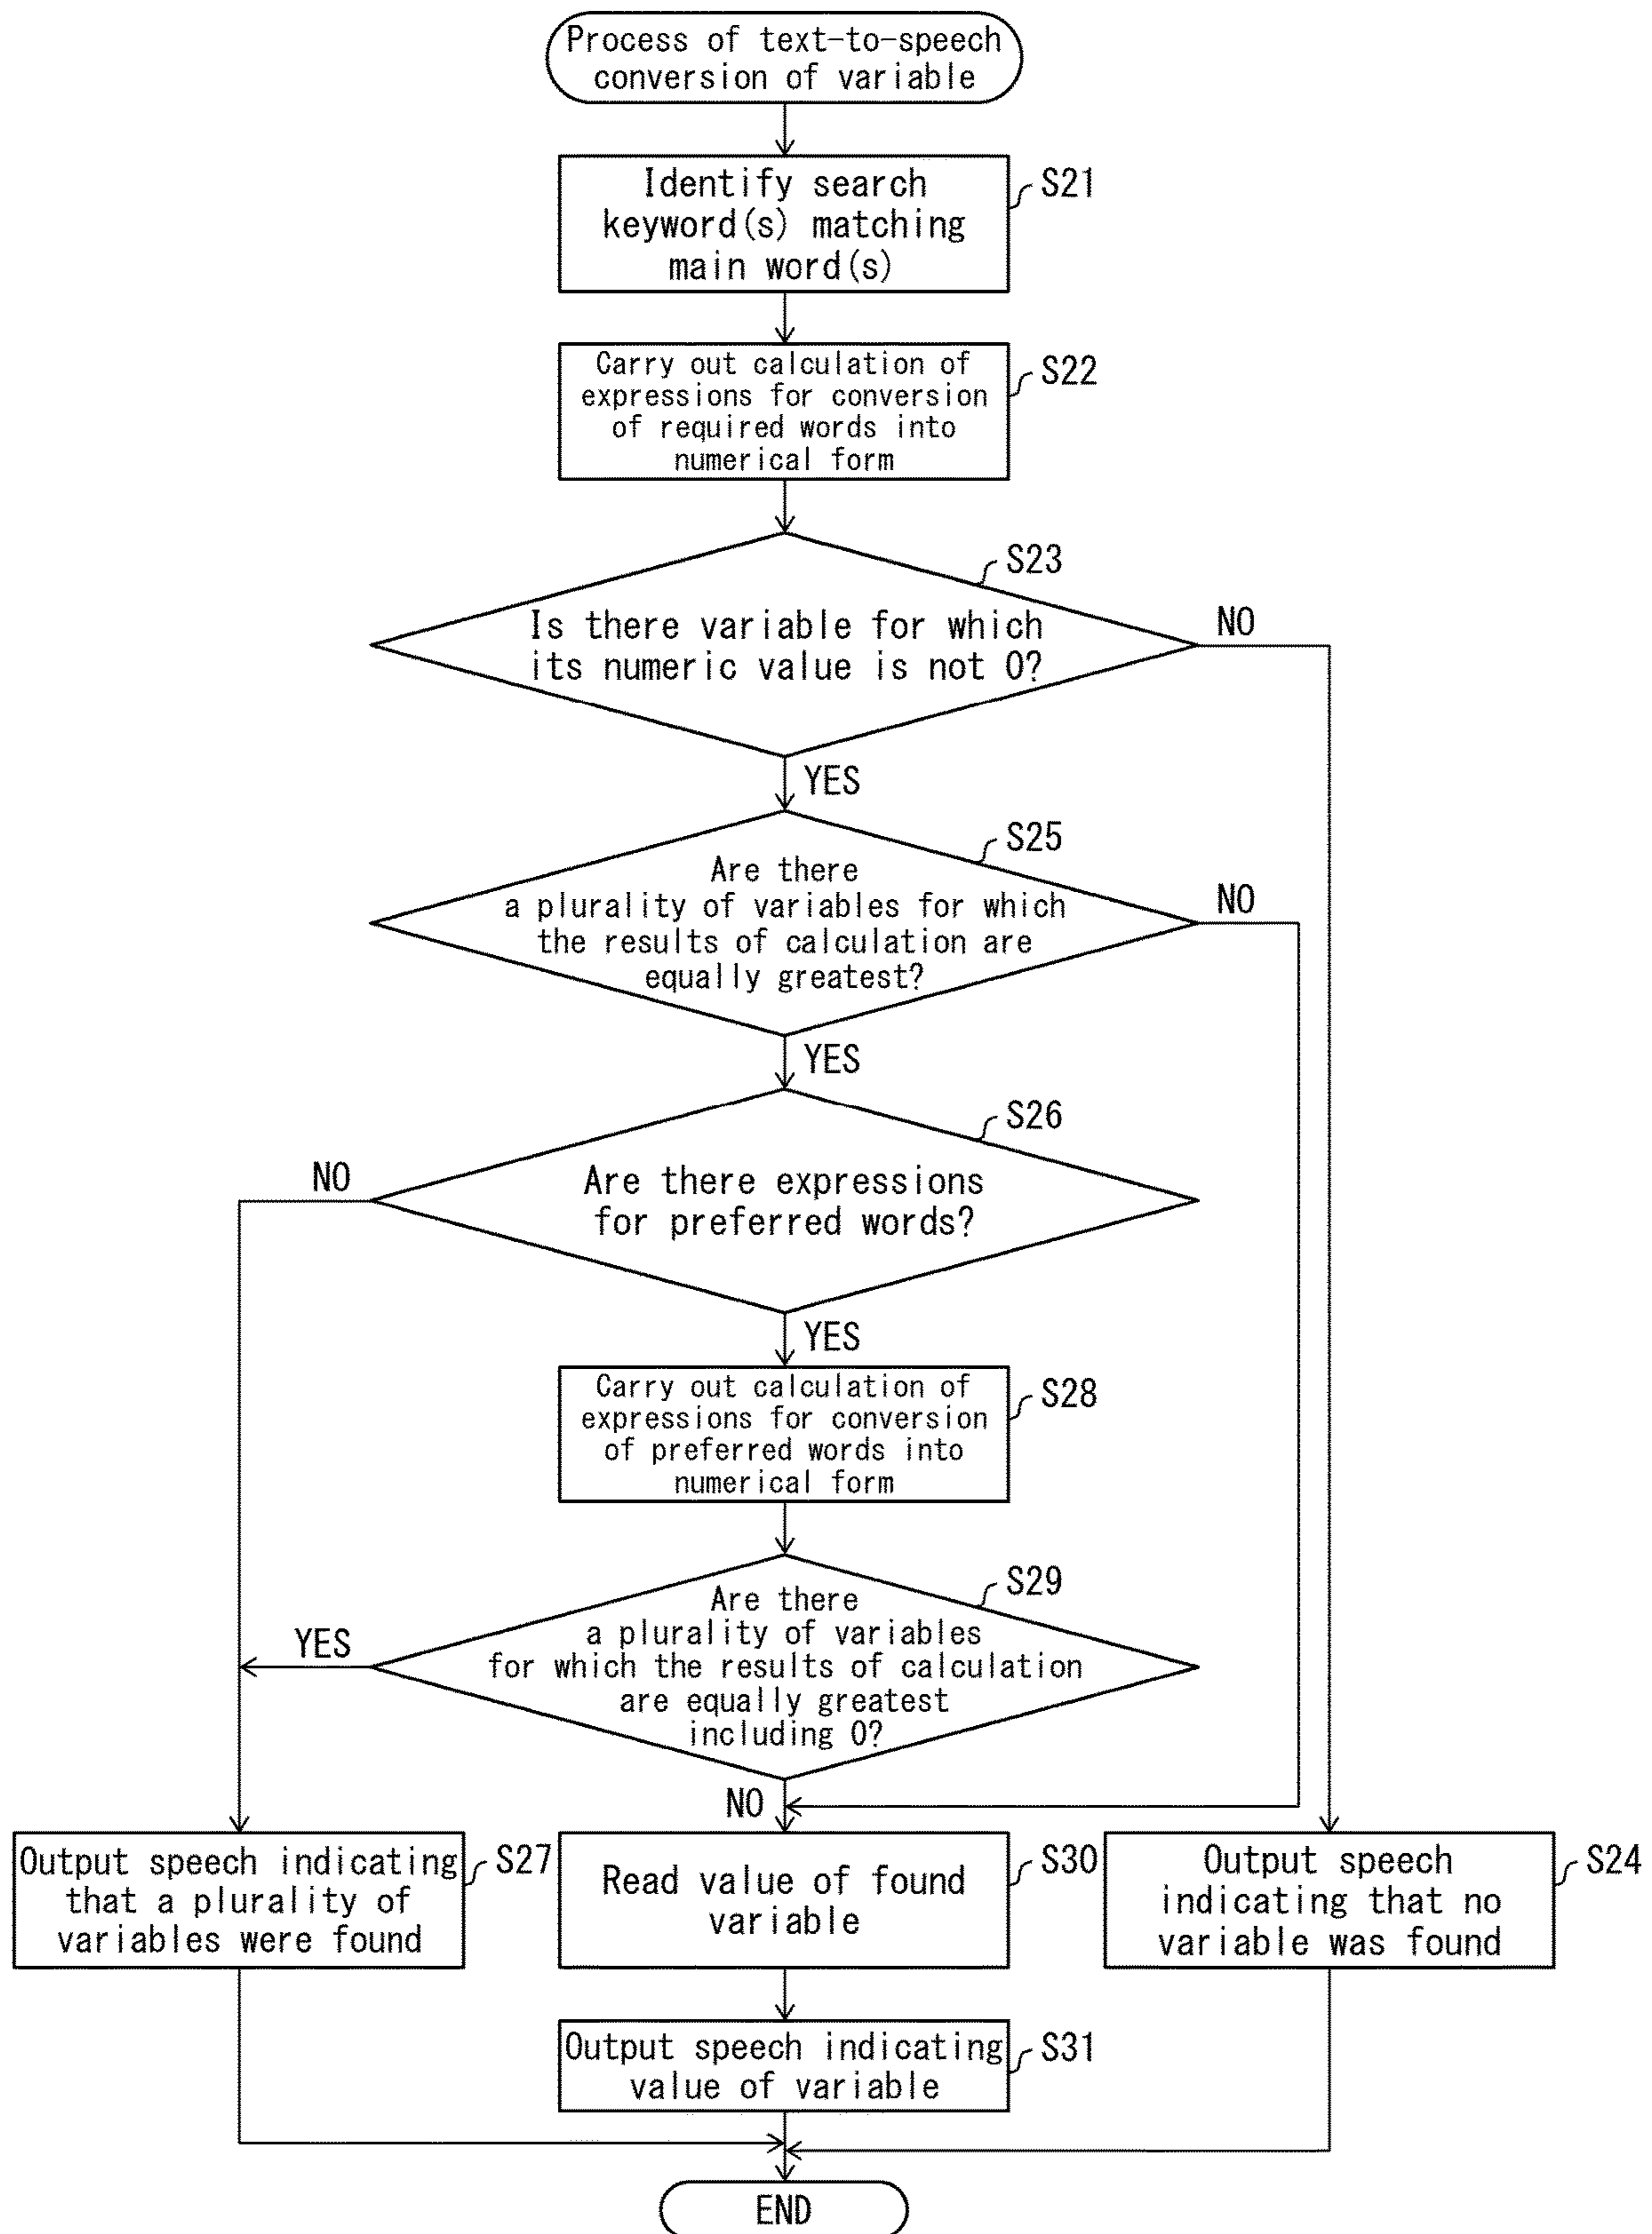 Process of text-to-speech
conversion of variable
Identify search
keyword(s) matching
main word(s)
S21
Carry out calculation of
expressions for conversion
of required words into
numerical form
S22
S23
Is there variable for which
its numeric value is not 0?
NO
YES
S25
Are there
a plurality of variables for which
the results of calculation are
equally greatest?
NO
YES
S26
Are there expressions
for preferred words?
NO
YES
Carry out calculation of
expressions for conversion
of preferred words into
numerical form
S28
S29
Are there
a plurality of variables
for which the results of calculation
are equally greatest
including 0?
YES
NO
Output speech indicating
that a plurality of
variables were found
S27
Read value of found
variable
S30
Output speech
indicating that no
variable was found
S24
Output speech indicating
value of variable
S31
END